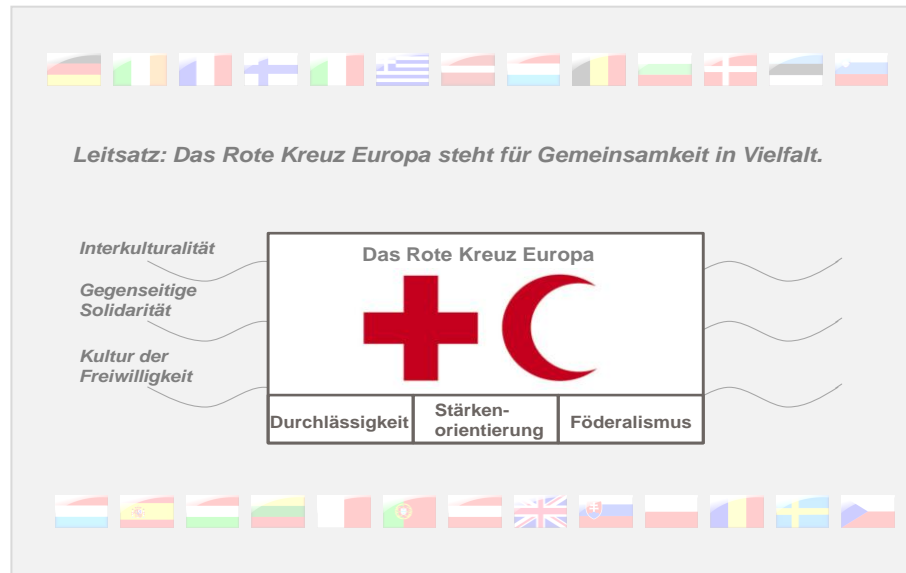 Leitsatz: Das Rote Kreuz Europa steht für Gemeinsamkeit in Vielfalt.
Interkulturalität
Gegenseitige
Solidarität
Kultur der
Freiwilligkeit
Das Rote Kreuz Europa
Durchlässigkeit
Stärken-
orientierung
Föderalismus